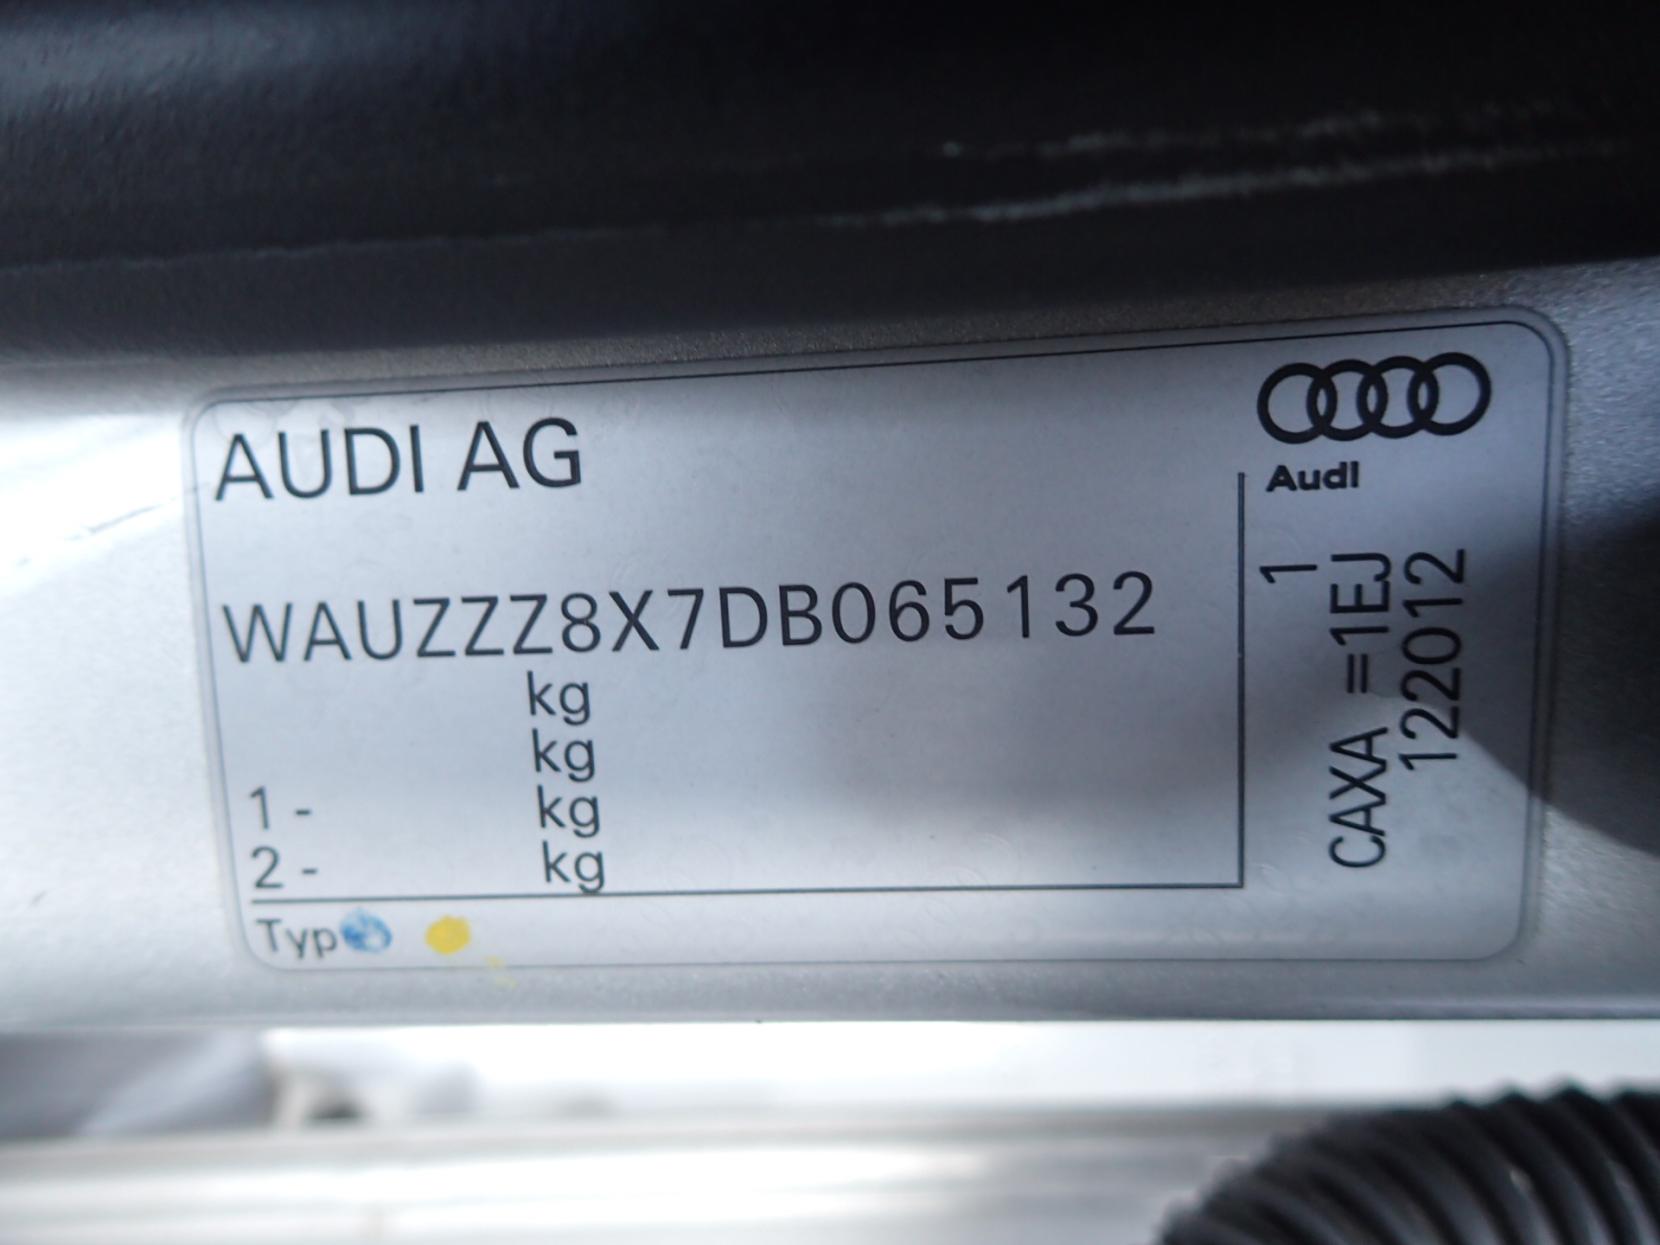 AUDI AG
WAUZZZ8X7DB065132
kg
kg
1 - kg
2 - kg
Typ
Audi
1
CAXA =1EJ
122012